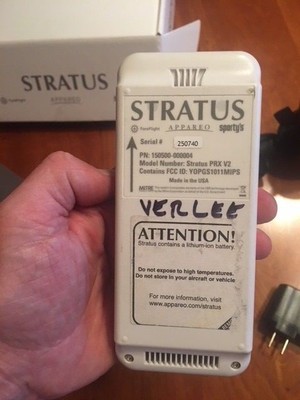 STRATUS
STRATUS
ForeFlight APPAREO sporty's
Serial # 250740
PN: 150500-000004
Model Number: Stratus PRX V2
Contains FCC ID: YOPGS1011MIPS
Made in the USA
VERLEE
ATTENTION!
Stratus contains a lithium-ion battery.
Do not expose to high temperatures.
Do not store in your aircraft or vehicle
For more information, visit
www.appareo.com/stratus